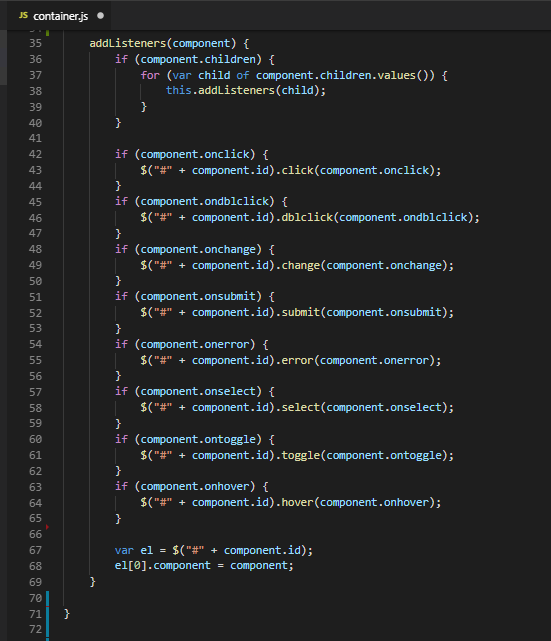 JS container.js
35 addListeners(component) {
36 if (component.children) {
37 for (var child of component.children.values()) {
38 this.addListeners(child);
39 }
40 }
41
42 if (component.onclick) {
43 $("#" + component.id).click(component.onclick);
44 }
45 if (component.ondblclick) {
46 $("#" + component.id).dblclick(component.ondblclick);
47 }
48 if (component.onchange) {
49 $("#" + component.id).change(component.onchange);
50 }
51 if (component.onsubmit) {
52 $("#" + component.id).submit(component.onsubmit);
53 }
54 if (component.onerror) {
55 $("#" + component.id).error(component.onerror);
56 }
57 if (component.onselect) {
58 $("#" + component.id).select(component.onselect);
59 }
60 if (component.ontoggle) {
61 $("#" + component.id).toggle(component.ontoggle);
62 }
63 if (component.onhover) {
64 $("#" + component.id).hover(component.onhover);
65 }
66
67 var el = $("#" + component.id);
68 el[0].component = component;
69 }
70
71 }
72